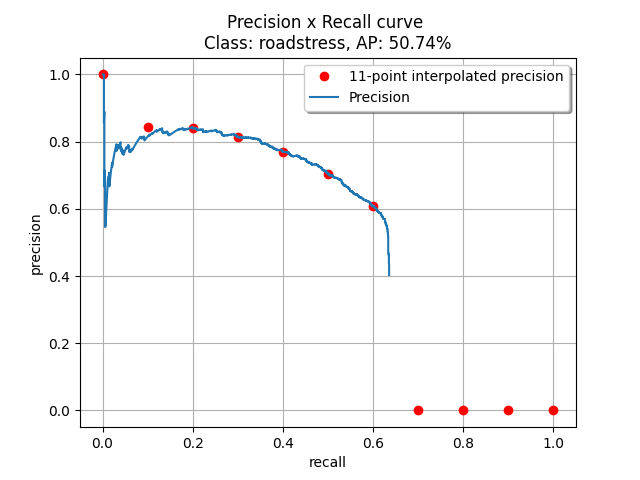 Precision x Recall curve
Class: roadstress, AP: 50.74%
11-point interpolated precision
Precision
1.0
0.8
0.6
0.4
0.2
0.0
precision
0.0 0.2 0.4 0.6 0.8 1.0
recall